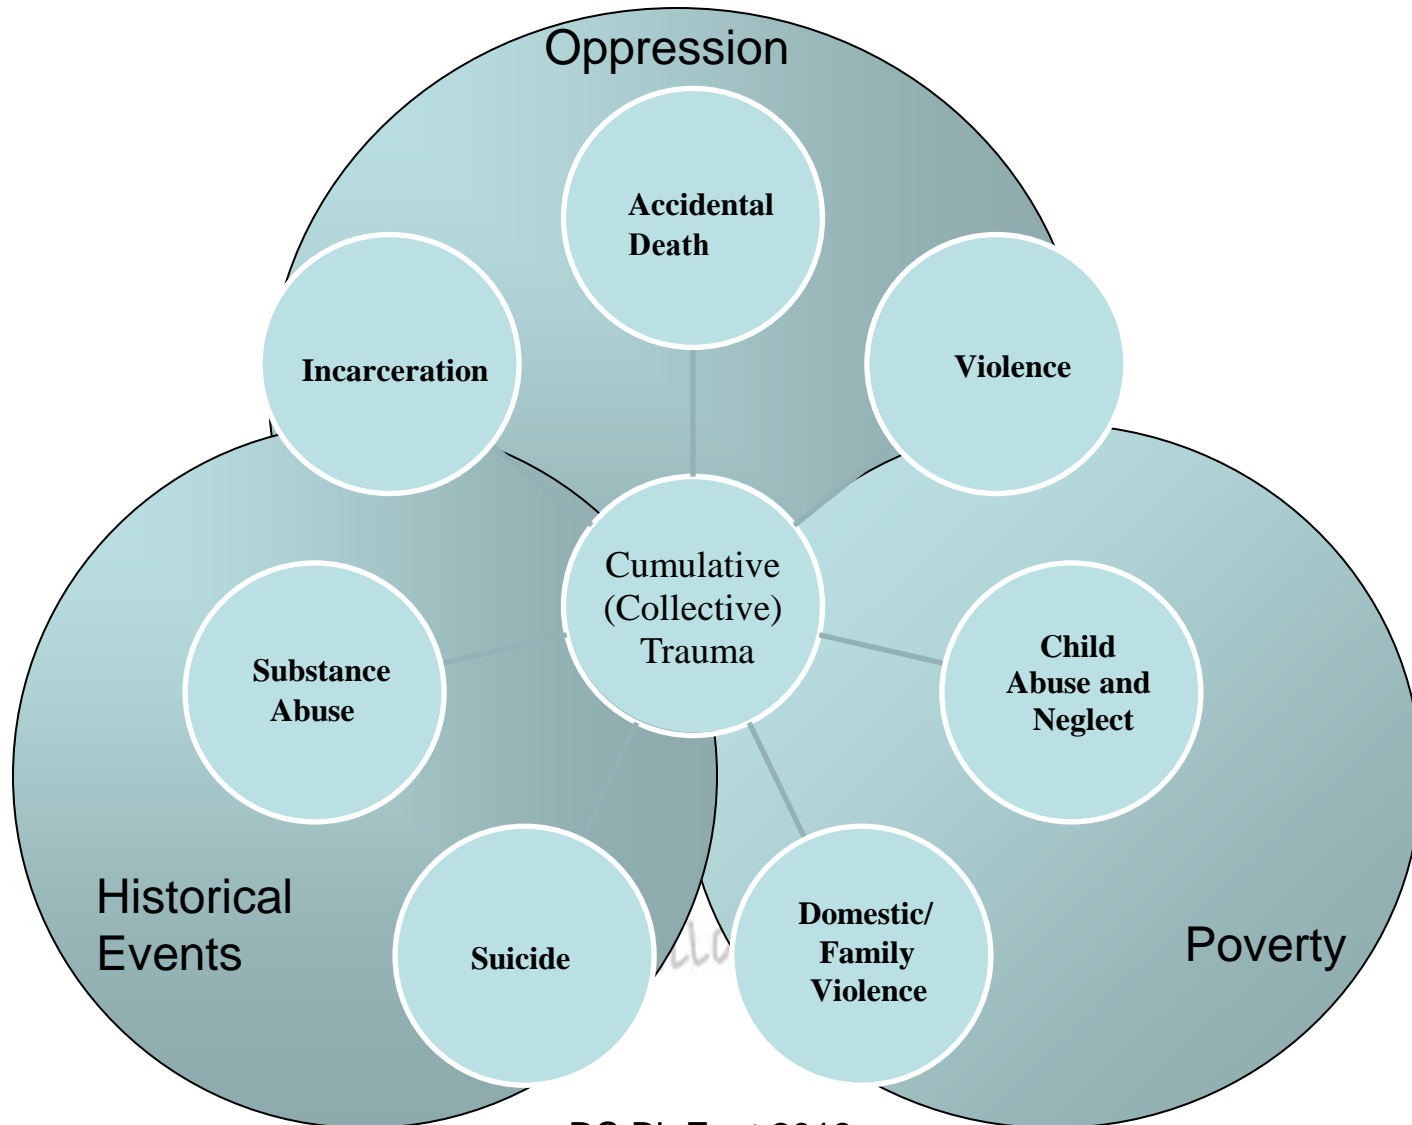 Oppression
Accidental
Death
Incarceration
Violence
Cumulative
(Collective)
Trauma
Substance
Abuse
Child
Abuse and
Neglect
Historical
Events
Suicide
Domestic/
Family
Violence
Poverty